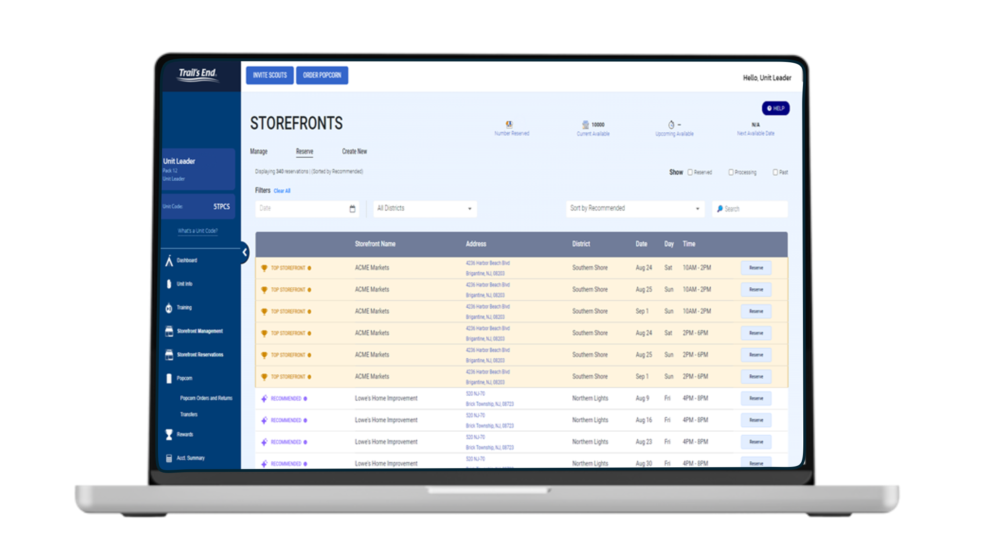 Trail's End
INVITE SCOUTS
ORDER POPCORN
Hello, Unit Leader
HELP
STOREFRONTS
Number Reserved
10000
Current Available
–
Upcoming Available
N/A
Next Available Date
Manage
Reserve
Create New
Displaying 340 reservations | (Sorted by Recommended)
Show Reserved Processing Past
Filters Clear All
Date
All Districts
Sort by Recommended
Search
Unit Leader
Pack 12
Unit Leader
Unit Code: 5TPCS
What's a Unit Code?
Dashboard
Unit Info
Training
Storefront Management
Storefront Reservations
Popcorn
Popcorn Orders and Returns
Transfers
Rewards
Acct. Summary
Storefront Name Address District Date Day Time
TOP STOREFRONT ACME Markets 4236 Harbor Beach Blvd Southern Shore Aug 24 Sat 10AM - 2PM Reserve
Brigantine, NJ, 08203
TOP STOREFRONT ACME Markets 4236 Harbor Beach Blvd Southern Shore Aug 25 Sun 10AM - 2PM Reserve
Brigantine, NJ, 08203
TOP STOREFRONT ACME Markets 4236 Harbor Beach Blvd Southern Shore Sep 1 Sun 10AM - 2PM Reserve
Brigantine, NJ, 08203
TOP STOREFRONT ACME Markets 4236 Harbor Beach Blvd Southern Shore Aug 24 Sat 2PM - 6PM Reserve
Brigantine, NJ, 08203
TOP STOREFRONT ACME Markets 4236 Harbor Beach Blvd Southern Shore Aug 25 Sun 2PM - 6PM Reserve
Brigantine, NJ, 08203
TOP STOREFRONT ACME Markets 4236 Harbor Beach Blvd Southern Shore Sep 1 Sun 2PM - 6PM Reserve
Brigantine, NJ, 08203
RECOMMENDED Lowe's Home Improvement 520 NJ-70 Northern Lights Aug 9 Fri 4PM - 8PM Reserve
Brick Township, NJ, 08723
RECOMMENDED Lowe's Home Improvement 520 NJ-70 Northern Lights Aug 16 Fri 4PM - 8PM Reserve
Brick Township, NJ, 08723
RECOMMENDED Lowe's Home Improvement 520 NJ-70 Northern Lights Aug 23 Fri 4PM - 8PM Reserve
Brick Township, NJ, 08723
RECOMMENDED Lowe's Home Improvement 520 NJ-70 Northern Lights Aug 30 Fri 4PM - 8PM Reserve